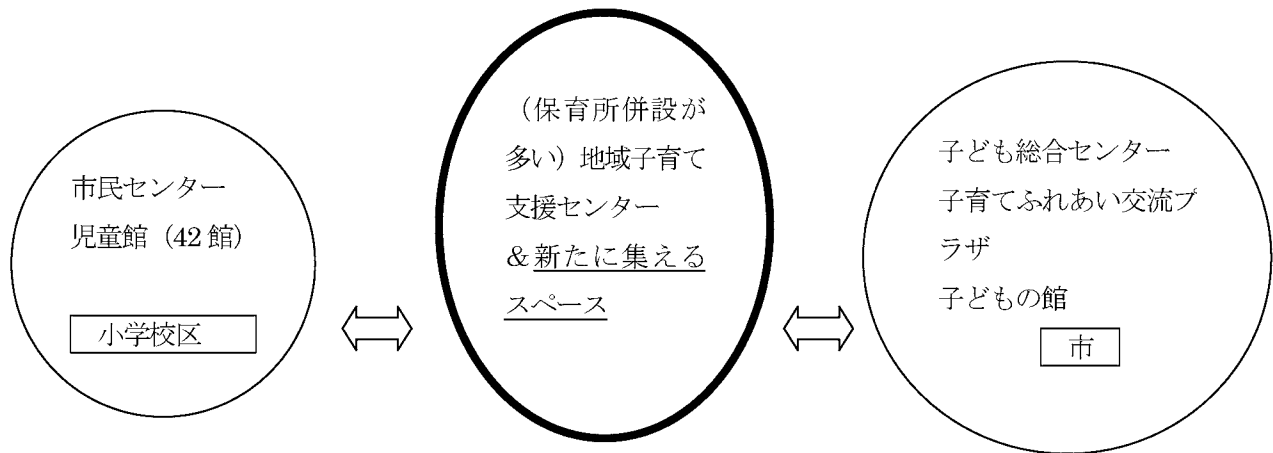 市民センター
児童館（42館）
小学校区
（保育所併設が
多い）地域子育て
支援センター
＆新たに集える
スペース
子ども総合センター
子育てふれあい交流プ
ラザ
子どもの館
市